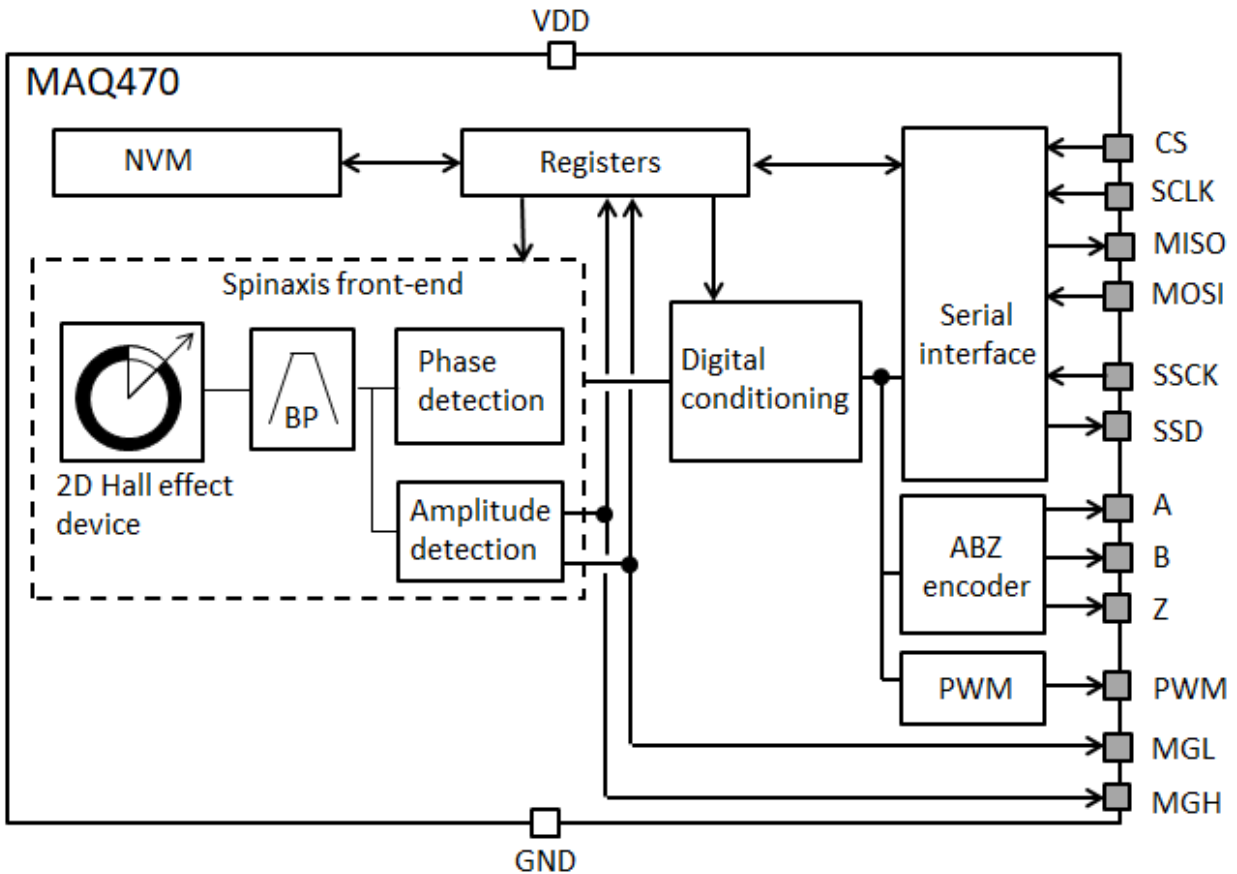 VDD
MAQ470
NVM
Registers
Spinaxis front-end
2D Hall effect
device
BP
Phase
detection
Amplitude
detection
Digital
conditioning
Serial
interface
ABZ
encoder
PWM
CS
SCLK
MISO
MOSI
SSCK
SSD
A
B
Z
PWM
MGL
MGH
GND